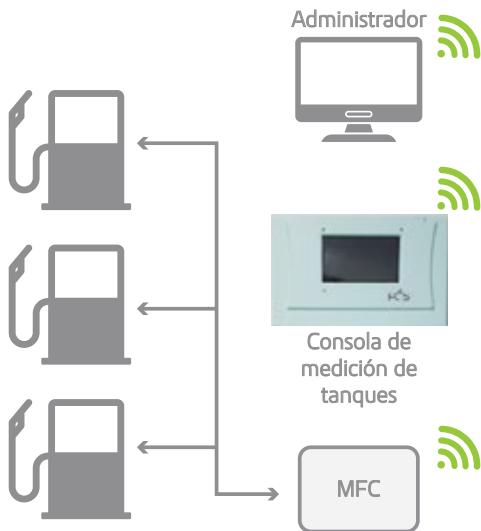 Administrador
Consola de
medición de
tanques
MFC